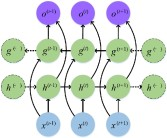 o⁽ᵗ⁻¹⁾ o⁽ᵗ⁾ o⁽ᵗ⁺¹⁾
g⁽…⁾ g⁽ᵗ⁻¹⁾ g⁽ᵗ⁾ g⁽ᵗ⁺¹⁾ g⁽…⁾
h⁽…⁾ h⁽ᵗ⁻¹⁾ h⁽ᵗ⁾ h⁽ᵗ⁺¹⁾ h⁽…⁾
x⁽ᵗ⁻¹⁾ x⁽ᵗ⁾ x⁽ᵗ⁺¹⁾